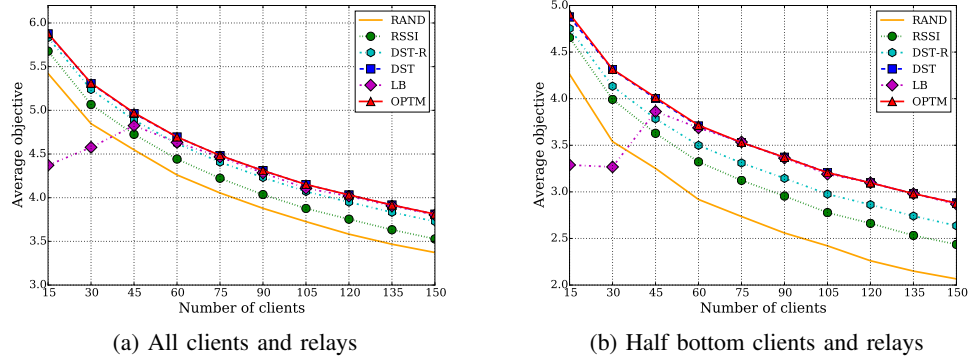 6.0
5.5
5.0
4.5
4.0
3.5
3.0
Average objective
15 30 45 60 75 90 105 120 135 150
Number of clients
RAND
RSSI
DST-R
DST
LB
OPTM
(a) All clients and relays
5.0
4.5
4.0
3.5
3.0
2.5
2.0
Average objective
15 30 45 60 75 90 105 120 135 150
Number of clients
RAND
RSSI
DST-R
DST
LB
OPTM
(b) Half bottom clients and relays